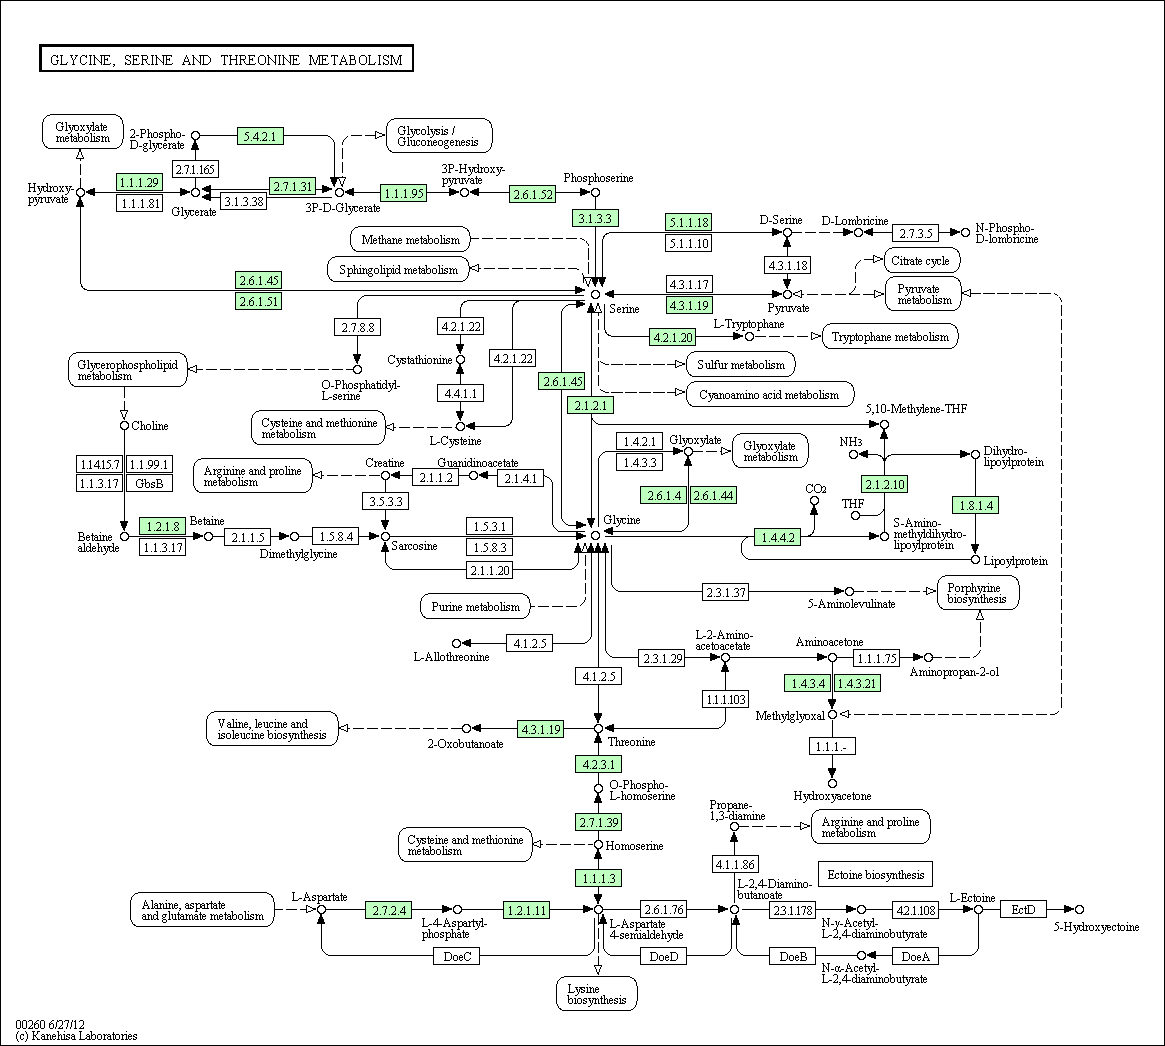 GLYCINE, SERINE AND THREONINE METABOLISM
Glyoxylate
metabolism
2-Phospho-
D-glycerate
5.4.2.1
Glycolysis /
Gluconeogenesis
2.7.1.165
3P-Hydroxy-
pyruvate
Phosphoserine
Hydroxy-
pyruvate
1.1.1.29
1.1.1.81
Glycerate
2.7.1.31
3.1.3.38
3P-D-Glycerate
1.1.1.95
2.6.1.52
3.1.3.3
Methane metabolism
Sphingolipid metabolism
5.1.1.18
5.1.1.10
D-Serine
D-Lombricine
2.7.3.5
N-Phospho-
D-lombricine
4.3.1.18
Citrate cycle
2.6.1.45
2.6.1.51
Serine
4.3.1.17
4.3.1.19
Pyruvate
Pyruvate
metabolism
2.7.8.8
4.2.1.22
4.2.1.22
4.2.1.20
L-Tryptophane
Tryptophane metabolism
Glycerophospholipid
metabolism
O-Phosphatidyl-
L-serine
Cystathionine
4.4.1.1
2.6.1.45
2.1.2.1
Sulfur metabolism
Cyanoamino acid metabolism
Choline
Cysteine and methionine
metabolism
L-Cysteine
5,10-Methylene-THF
1.14.15.7
1.1.99.1
1.1.3.17
GbsB
Arginine and proline
metabolism
Creatine
Guanidinoacetate
2.1.1.2
2.1.4.1
3.5.3.3
1.4.2.1
1.4.3.3
Glyoxylate
Glyoxylate
metabolism
NH3
Dihydro-
lipoylprotein
2.6.1.4
2.6.1.44
CO2
THF
2.1.2.10
1.8.1.4
Betaine
aldehyde
1.2.1.8
1.1.3.17
Betaine
2.1.1.5
Dimethylglycine
1.5.8.4
Sarcosine
1.5.3.1
1.5.8.3
2.1.1.20
Glycine
1.4.4.2
S-Amino-
methyldihydro-
lipoylprotein
Lipoylprotein
Purine metabolism
2.3.1.37
5-Aminolevulinate
Porphyrine
biosynthesis
L-Allothreonine
4.1.2.5
4.1.2.5
2.3.1.29
L-2-Amino-
acetoacetate
Aminoacetone
1.1.1.75
Aminopropan-2-ol
1.1.1.103
1.4.3.4
1.4.3.21
Methylglyoxal
1.1.1.-
Hydroxyacetone
Valine, leucine and
isoleucine biosynthesis
2-Oxobutanoate
4.3.1.19
Threonine
4.2.3.1
O-Phospho-
L-homoserine
2.7.1.39
Cysteine and methionine
metabolism
Homoserine
1.1.1.3
Propane-
1,3-diamine
Arginine and proline
metabolism
4.1.1.86
Ectoine biosynthesis
Alanine, aspartate
and glutamate metabolism
L-Aspartate
2.7.2.4
L-4-Aspartyl-
phosphate
1.2.1.11
L-Aspartate
4-semialdehyde
2.6.1.76
L-2,4-Diamino-
butanoate
2.3.1.178
N-γ-Acetyl-
L-2,4-diaminobutyrate
4.2.1.108
L-Ectoine
EctD
5-Hydroxyectoine
DoeC
DoeD
DoeB
N-α-Acetyl-
L-2,4-diaminobutyrate
DoeA
Lysine
biosynthesis
00260 6/27/12
(c) Kanehisa Laboratories